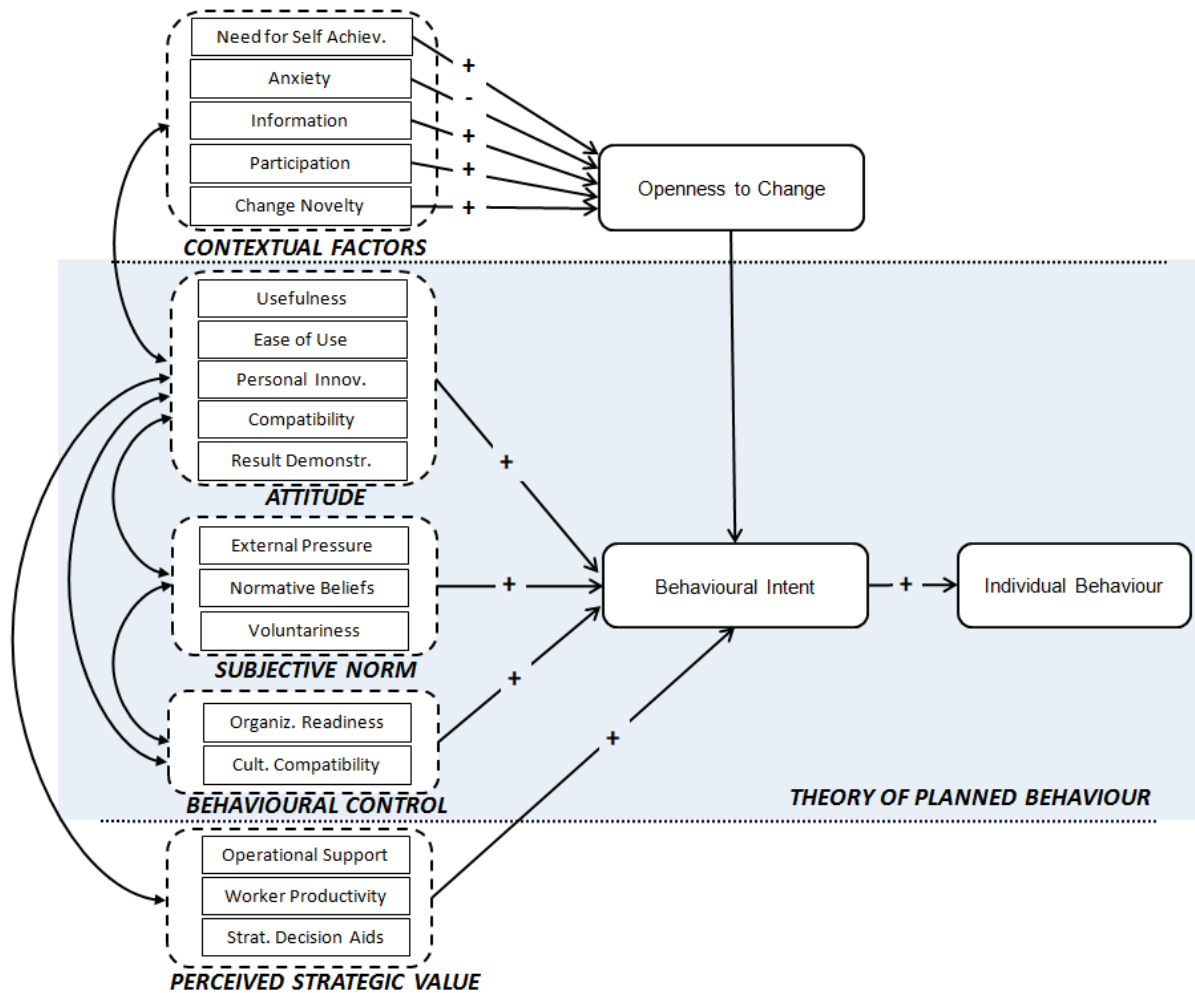 Need for Self Achiev.
Anxiety
Information
Participation
Change Novelty
CONTEXTUAL FACTORS
+
-
+
+
+
Openness to Change
Usefulness
Ease of Use
Personal Innov.
Compatibility
Result Demonstr.
ATTITUDE
+
External Pressure
Normative Beliefs
Voluntariness
SUBJECTIVE NORM
+
Behavioural Intent
+
Individual Behaviour
Organiz. Readiness
Cult. Compatibility
BEHAVIOURAL CONTROL
+
+
THEORY OF PLANNED BEHAVIOUR
Operational Support
Worker Productivity
Strat. Decision Aids
PERCEIVED STRATEGIC VALUE